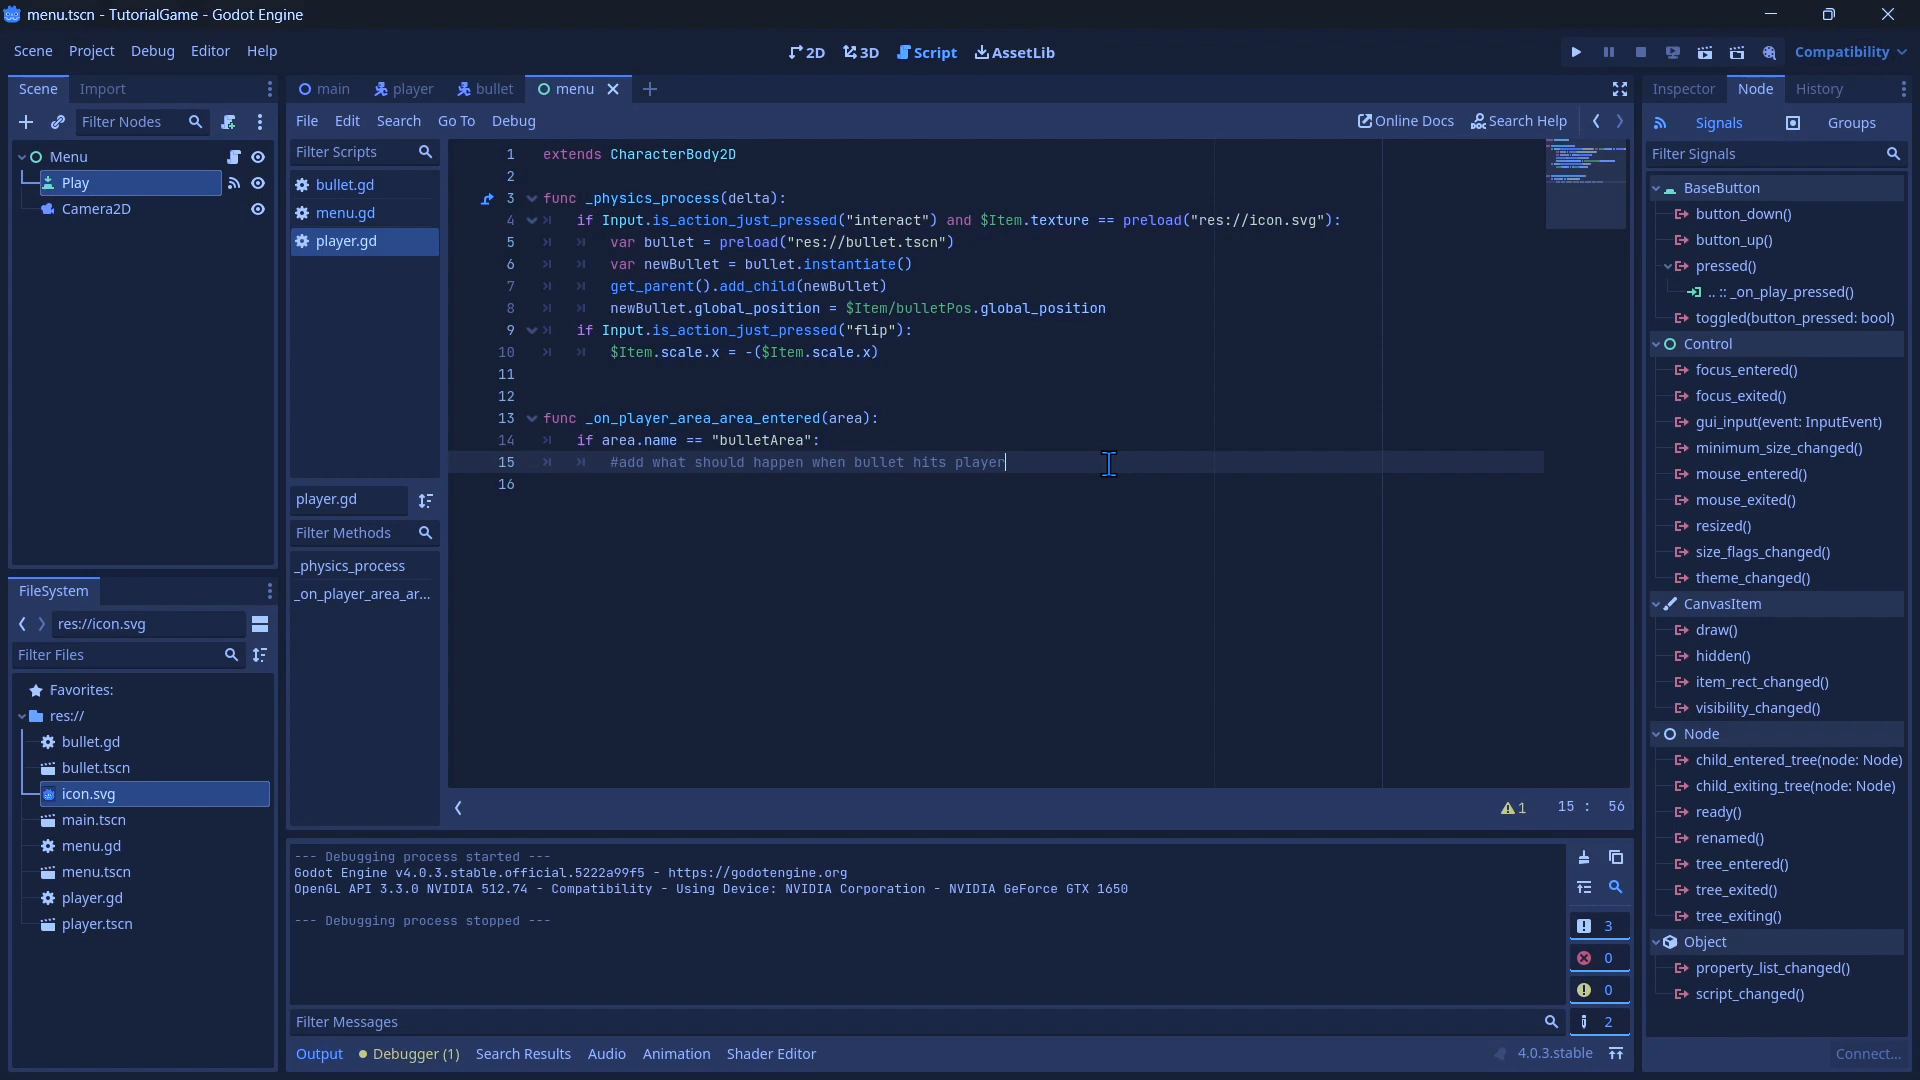 menu.tscn - TutorialGame - Godot Engine
Scene Project Debug Editor Help
2D 3D Script AssetLib
Compatibility
Scene Import
Filter Nodes
Menu
Play
Camera2D
FileSystem
res://icon.svg
Filter Files
Favorites:
res://
bullet.gd
bullet.tscn
icon.svg
main.tscn
menu.gd
menu.tscn
player.gd
player.tscn
main player bullet menu
File Edit Search Go To Debug
Online Docs Search Help
Filter Scripts
bullet.gd
menu.gd
player.gd
player.gd
Filter Methods
_physics_process
_on_player_area_ar...
1 extends CharacterBody2D
2
3 func _physics_process(delta):
4 if Input.is_action_just_pressed("interact") and $Item.texture == preload("res://icon.svg"):
5 var bullet = preload("res://bullet.tscn")
6 var newBullet = bullet.instantiate()
7 get_parent().add_child(newBullet)
8 newBullet.global_position = $Item/bulletPos.global_position
9 if Input.is_action_just_pressed("flip"):
10 $Item.scale.x = -($Item.scale.x)
11
12
13 func _on_player_area_area_entered(area):
14 if area.name == "bulletArea":
15 #add what should happen when bullet hits player
16
1 15 : 56
--- Debugging process started ---
Godot Engine v4.0.3.stable.official.5222a99f5 - https://godotengine.org
OpenGL API 3.3.0 NVIDIA 512.74 - Compatibility - Using Device: NVIDIA Corporation - NVIDIA GeForce GTX 1650
--- Debugging process stopped ---
3
0
0
2
Filter Messages
Output Debugger (1) Search Results Audio Animation Shader Editor
4.0.3.stable
Inspector Node History
Signals Groups
Filter Signals
BaseButton
button_down()
button_up()
pressed()
.. :: _on_play_pressed()
toggled(button_pressed: bool)
Control
focus_entered()
focus_exited()
gui_input(event: InputEvent)
minimum_size_changed()
mouse_entered()
mouse_exited()
resized()
size_flags_changed()
theme_changed()
CanvasItem
draw()
hidden()
item_rect_changed()
visibility_changed()
Node
child_entered_tree(node: Node)
child_exiting_tree(node: Node)
ready()
renamed()
tree_entered()
tree_exited()
tree_exiting()
Object
property_list_changed()
script_changed()
Connect...